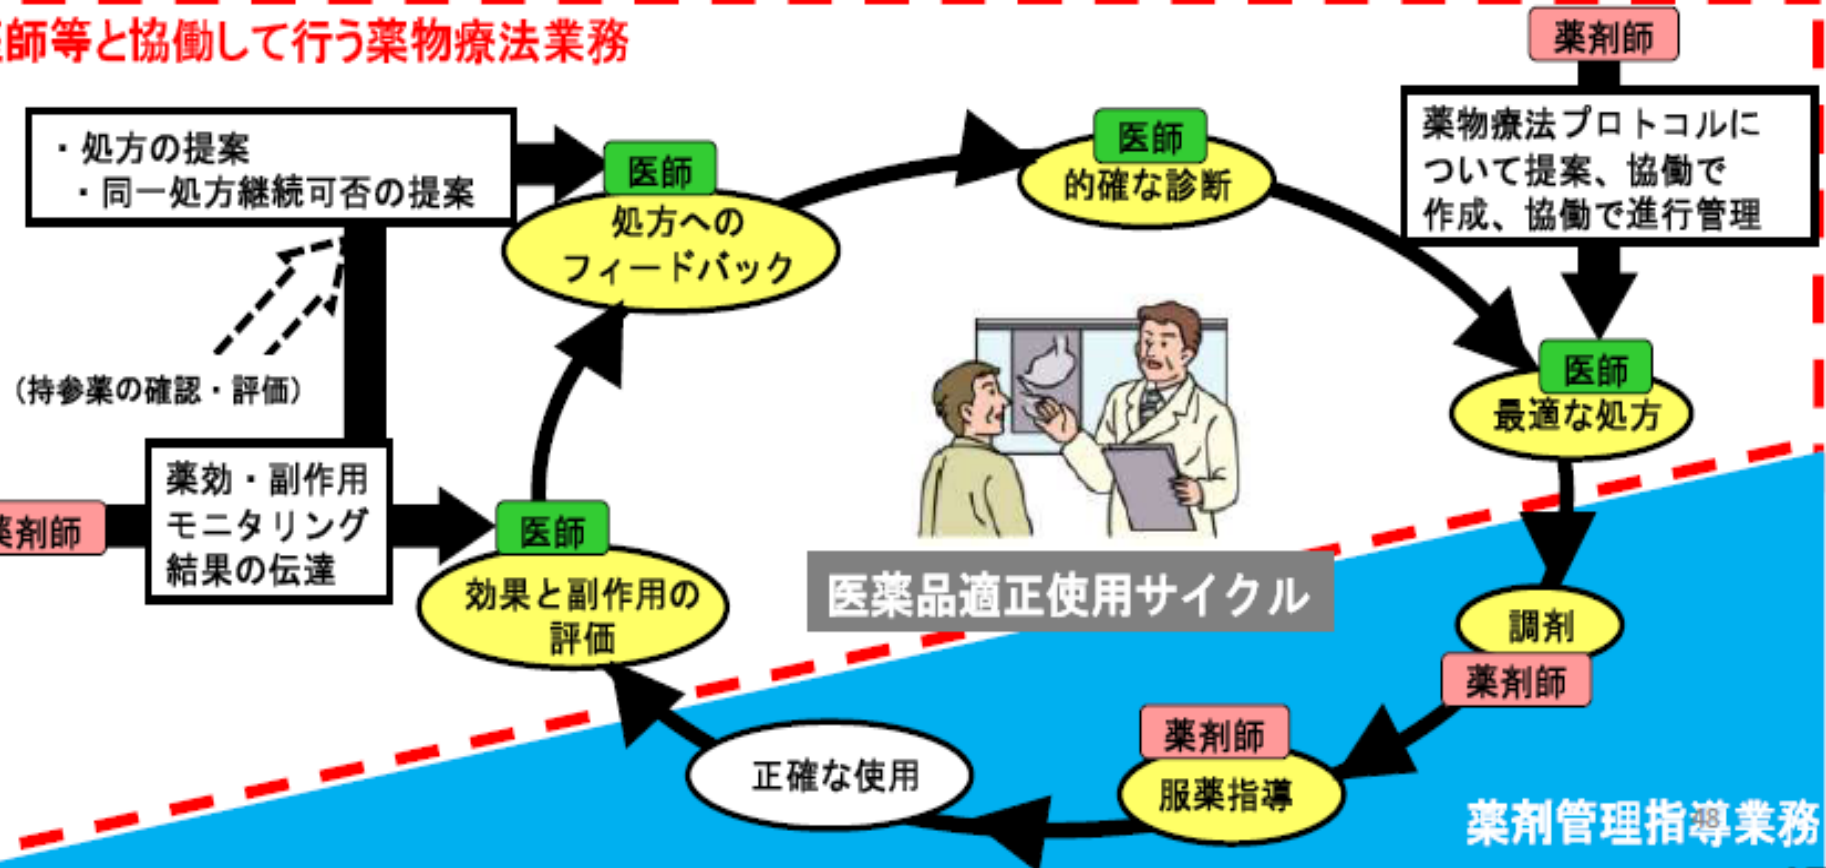 師等と協働して行う薬物療法業務
薬剤師
・処方の提案
・同一処方継続可否の提案
医師
処方への
フィードバック
医師
的確な診断
薬物療法プロトコルに
ついて提案、協働で
作成、協働で進行管理
(持参薬の確認・評価)
医師
最適な処方
薬剤師
薬効・副作用
モニタリング
結果の伝達
医師
効果と副作用の
評価
医薬品適正使用サイクル
調剤
薬剤師
薬剤師
服薬指導
正確な使用
薬剤管理指導業務
48